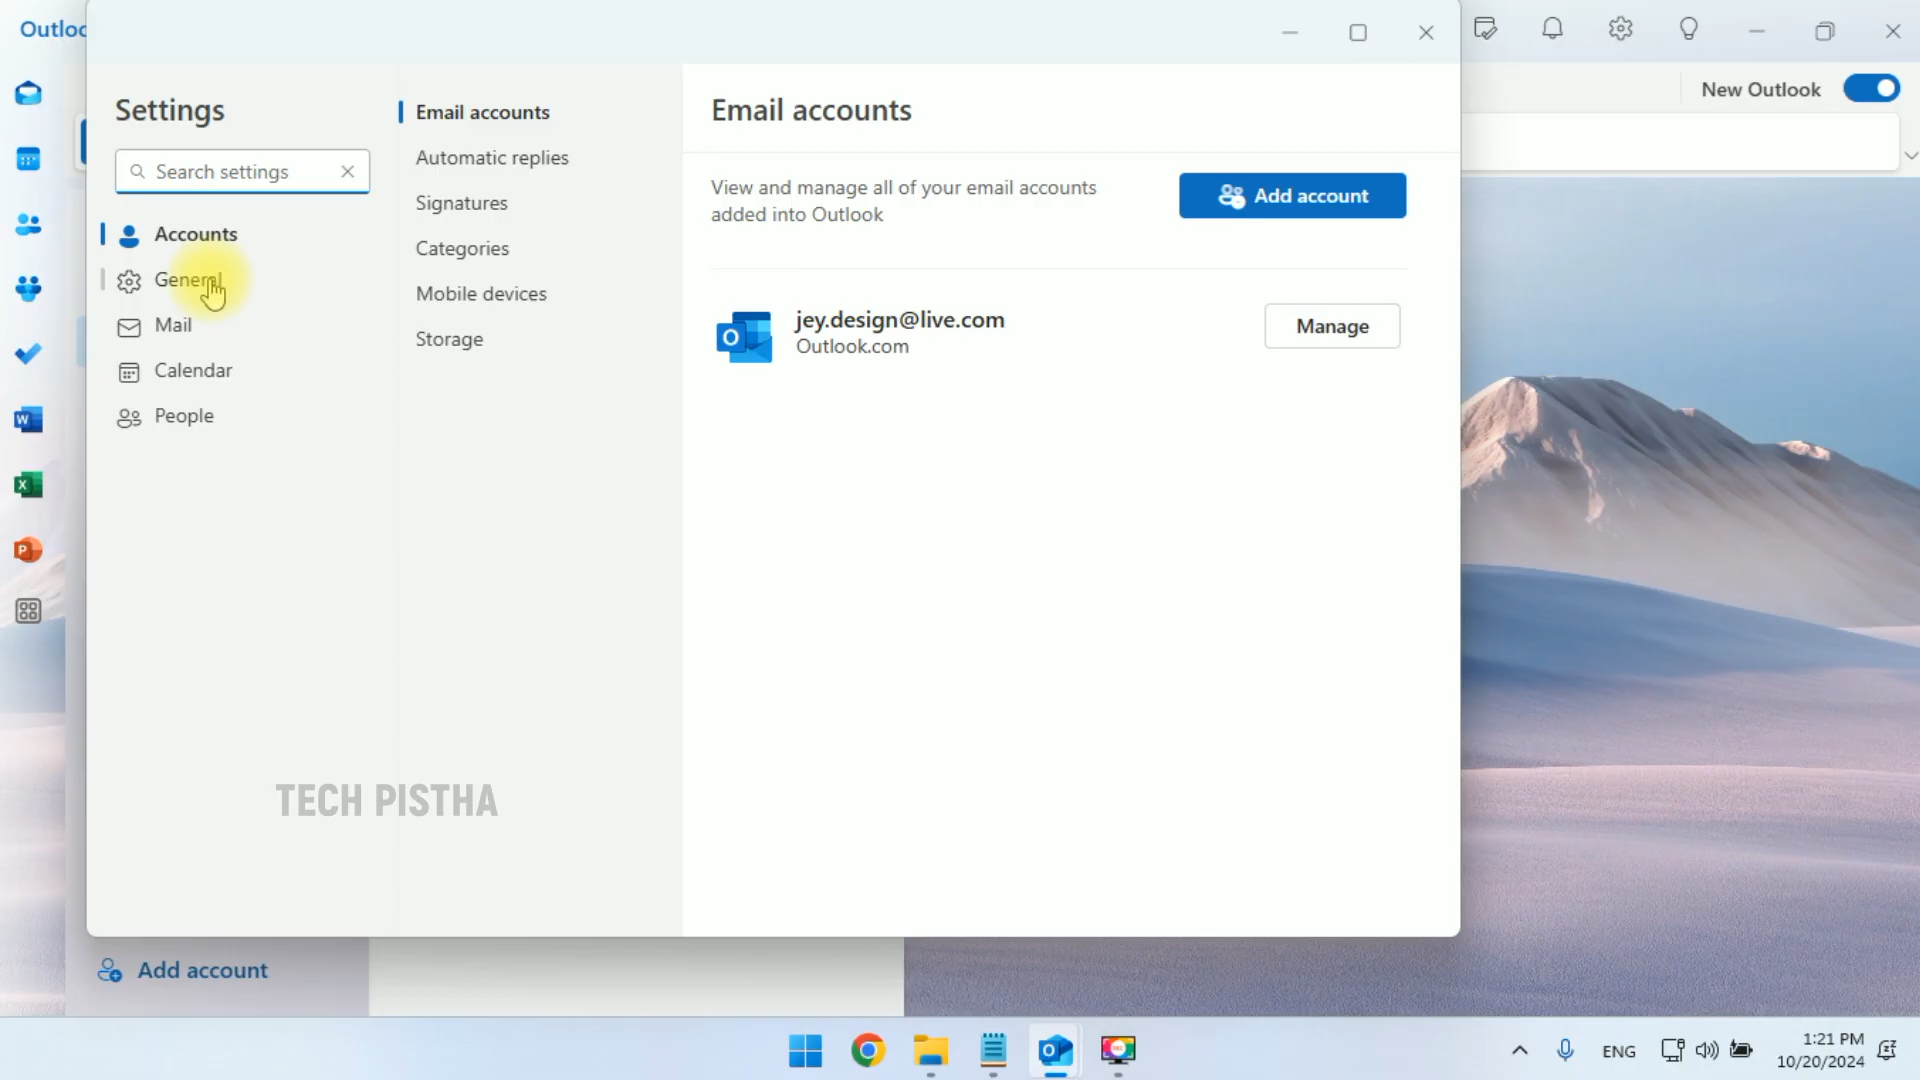 Outloo
New Outlook
Settings
Search settings
Accounts
General
Mail
Calendar
People
Email accounts
Automatic replies
Signatures
Categories
Mobile devices
Storage
Email accounts
View and manage all of your email accounts
added into Outlook
Add account
jey.design@live.com
Outlook.com
Manage
TECH PISTHA
Add account
ENG
1:21 PM
10/20/2024